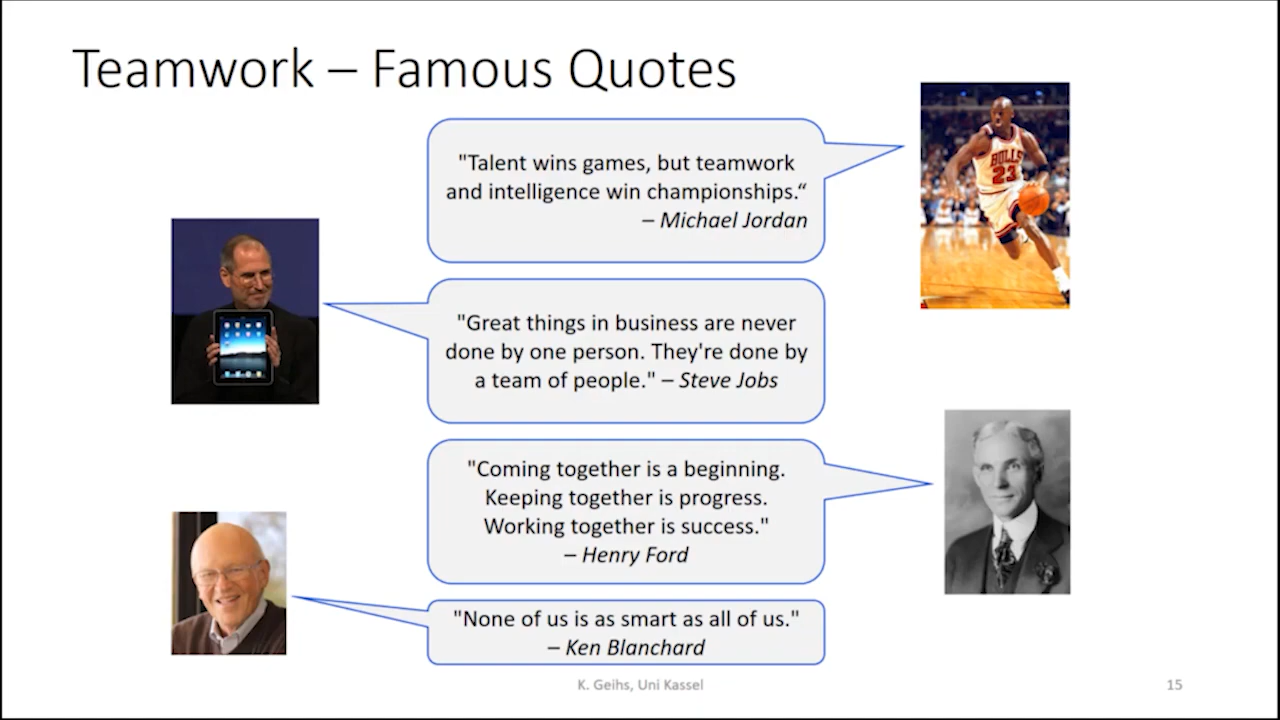 Teamwork – Famous Quotes
"Talent wins games, but teamwork
and intelligence win championships.“
– Michael Jordan
BULLS
23
"Great things in business are never
done by one person. They're done by
a team of people." – Steve Jobs
"Coming together is a beginning.
Keeping together is progress.
Working together is success."
– Henry Ford
"None of us is as smart as all of us."
– Ken Blanchard
K. Geihs, Uni Kassel
15